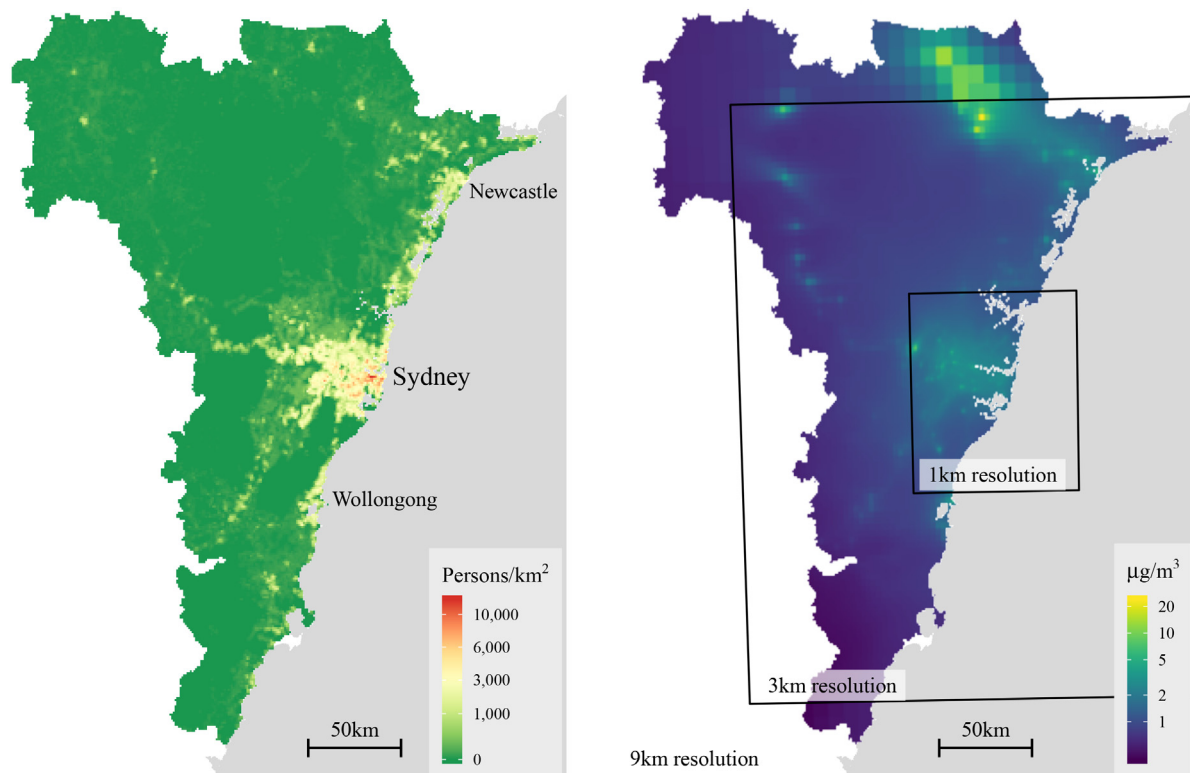 Newcastle
Sydney
Wollongong
Persons/km²
10,000
6,000
3,000
1,000
0
50km
1km resolution
3km resolution
9km resolution
50km
μg/m³
20
10
5
2
1